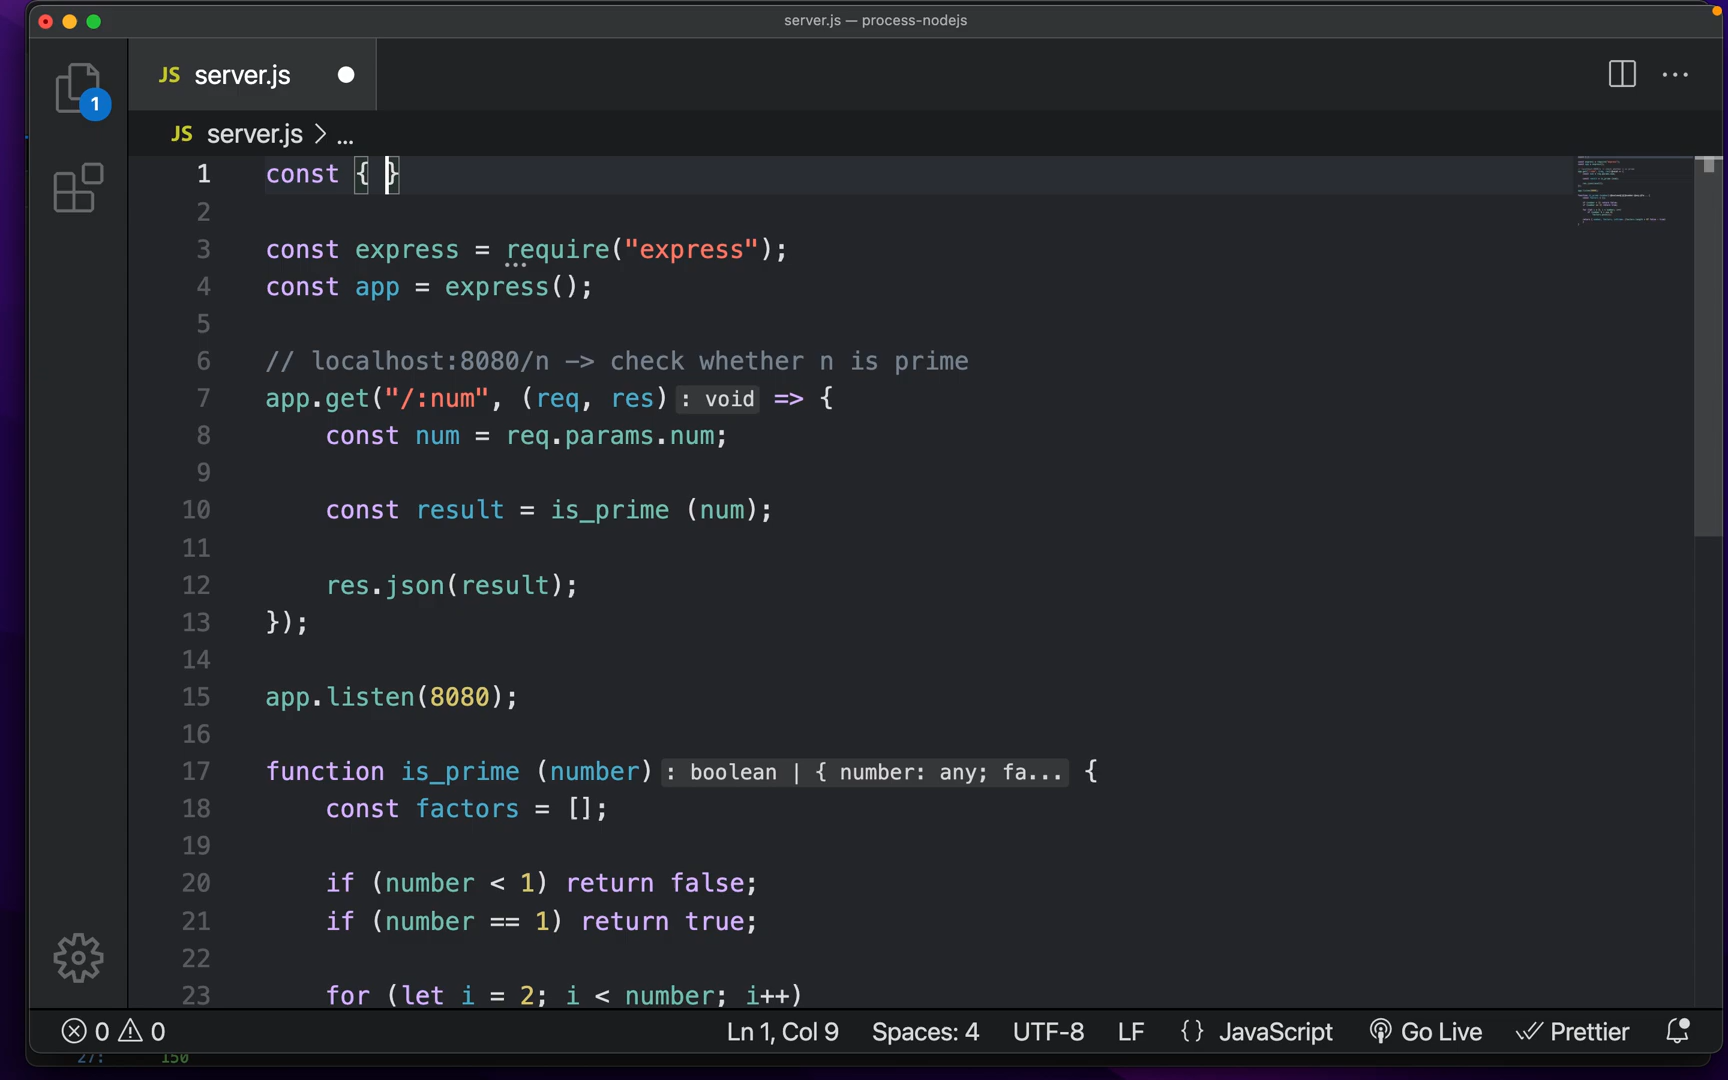 server.js — process-nodejs
JS server.js
1
JS server.js > ...
1 const { }
2
3 const express = require("express");
4 const app = express();
5
6 // localhost:8080/n -> check whether n is prime
7 app.get("/:num", (req, res): void => {
8 const num = req.params.num;
9
10 const result = is_prime (num);
11
12 res.json(result);
13 });
14
15 app.listen(8080);
16
17 function is_prime (number): boolean | { number: any; fa... {
18 const factors = [];
19
20 if (number < 1) return false;
21 if (number == 1) return true;
22
23 for (let i = 2; i < number; i++)
0 0 Ln 1, Col 9 Spaces: 4 UTF-8 LF {} JavaScript Go Live Prettier
27: 150